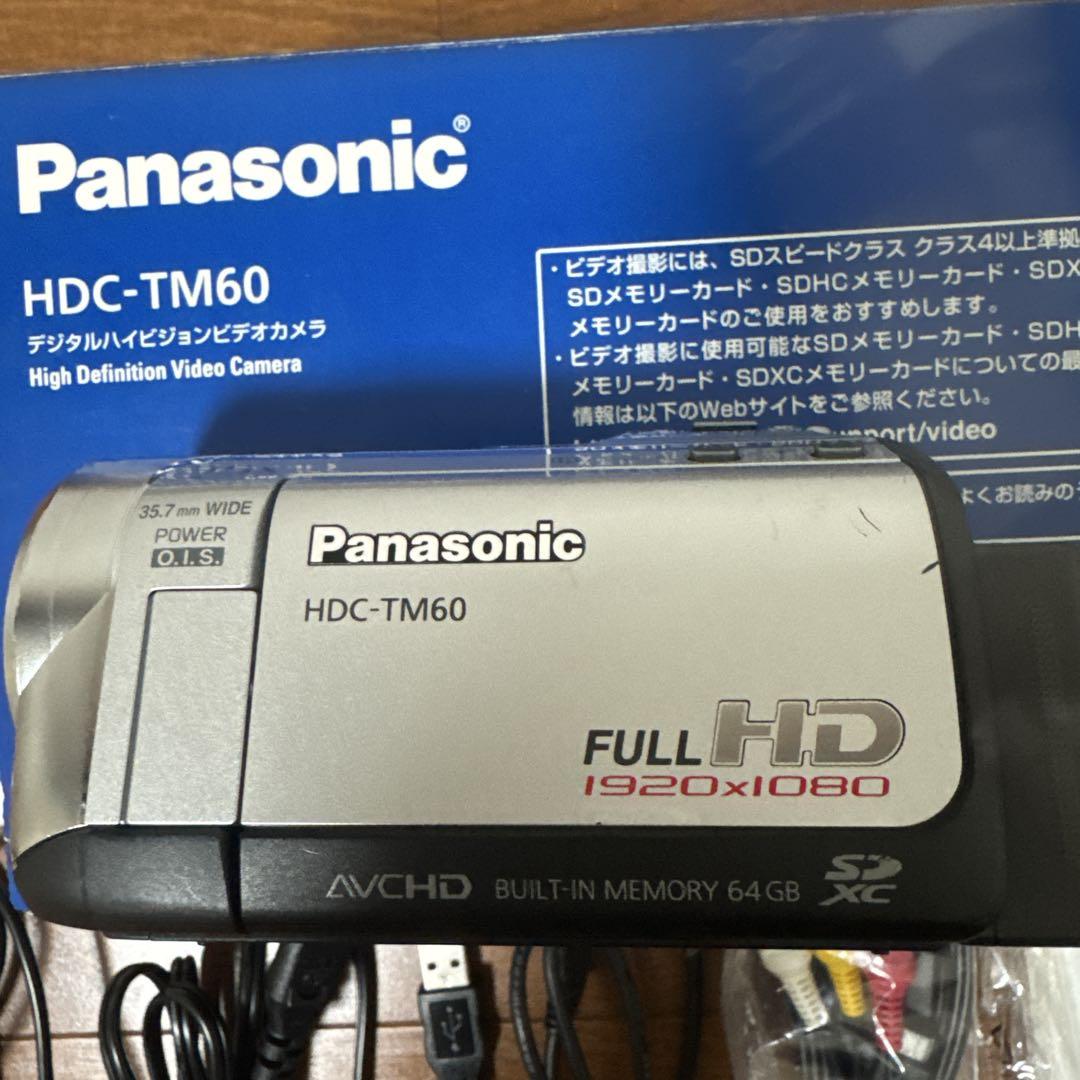 Panasonic®
HDC-TM60
デジタルハイビジョンビデオカメラ
High Definition Video Camera
・ビデオ撮影には、SDスピードクラス クラス4以上準拠
SDメモリーカード・SDHCメモリーカード・SDX
メモリーカードのご使用をおすすめします。
・ビデオ撮影に使用可能なSDメモリーカード・SDH
メモリーカード・SDXCメモリーカードについての最
情報は以下のWebサイトをご参照ください。
upport/video
よくお読みの
35.7mm WIDE
POWER
O.I.S.
Panasonic
HDC-TM60
FULL HD
1920x1080
AVCHD BUILT-IN MEMORY 64GB SD
XC